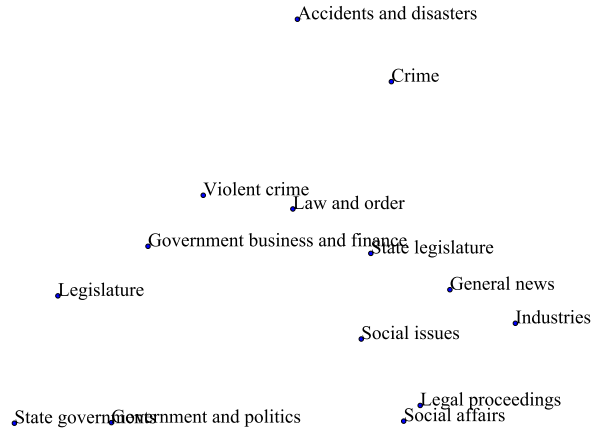 Accidents and disasters
Crime
Violent crime
Law and order
Government business and finance
State legislature
General news
Legislature
Industries
Social issues
Legal proceedings
Social affairs
State governments
Government and politics